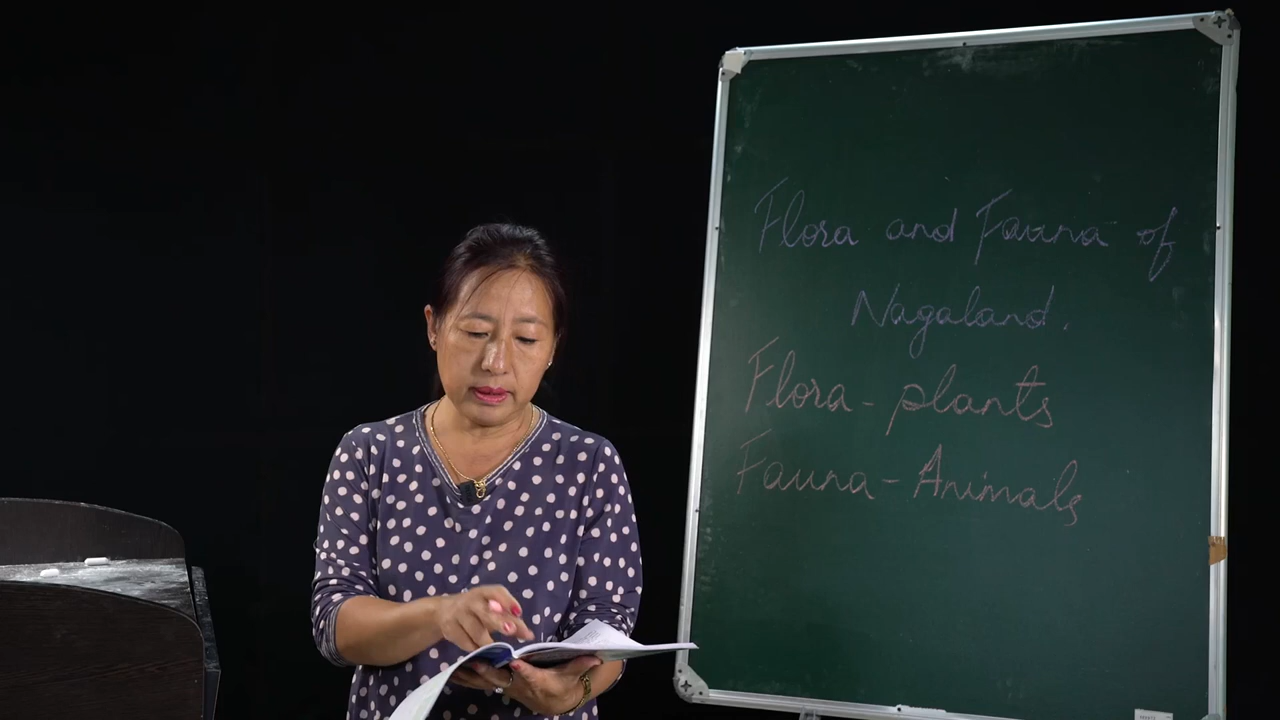 Flora and Fauna of
Nagaland.
Flora - plants
Fauna - Animals